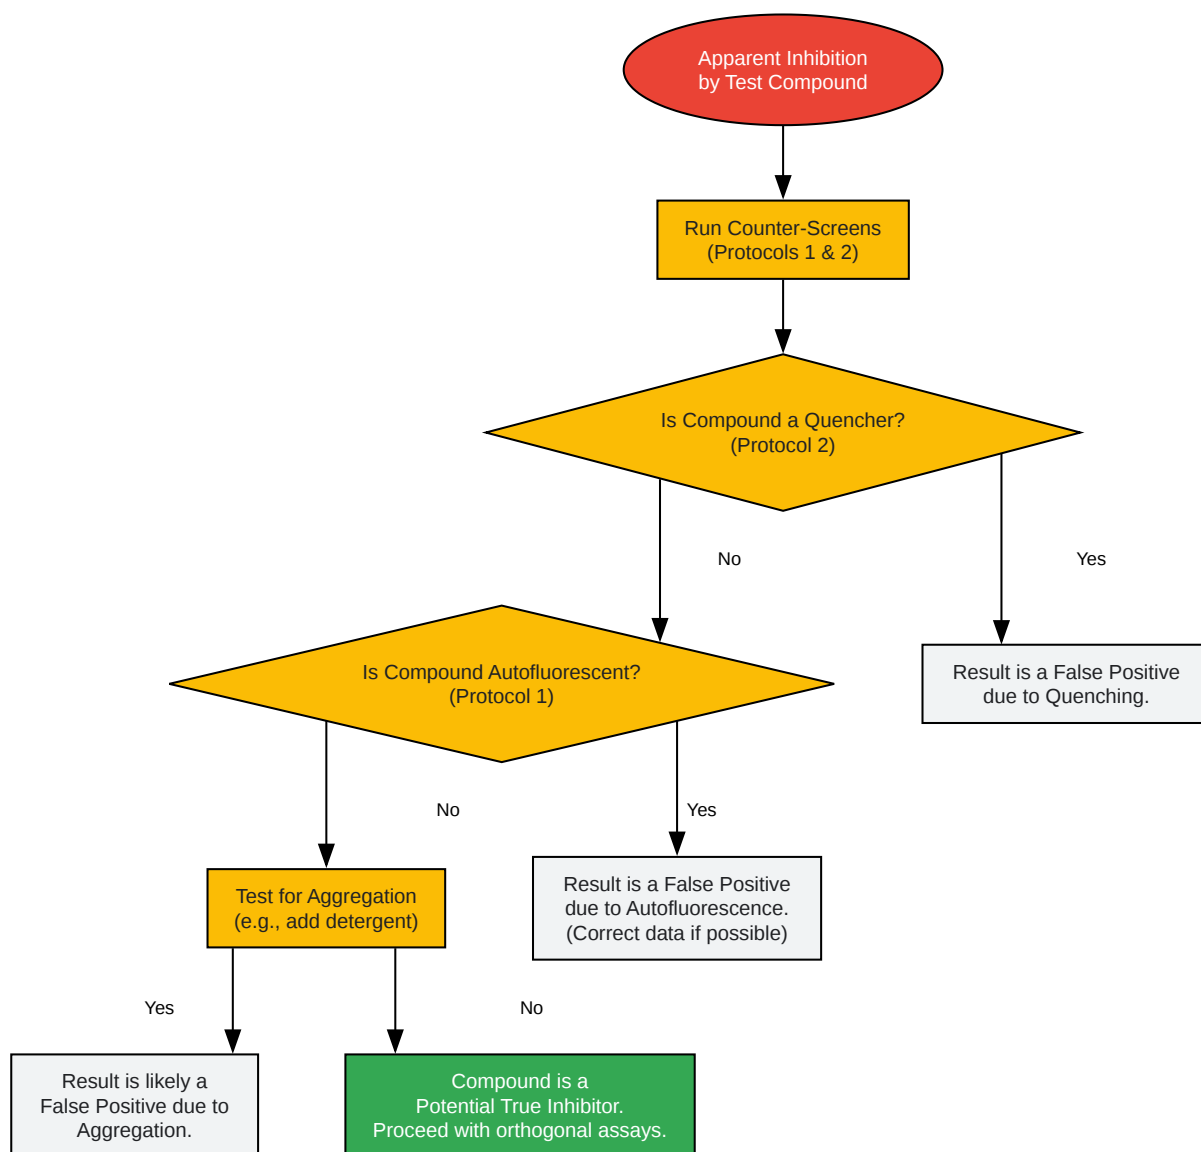 Apparent Inhibition
by Test Compound
Run Counter-Screens
(Protocols 1 & 2)
Is Compound a Quencher?
(Protocol 2)
No
Yes
Is Compound Autofluorescent?
(Protocol 1)
Result is a False Positive
due to Quenching.
No
Yes
Test for Aggregation
(e.g., add detergent)
Result is a False Positive
due to Autofluorescence.
(Correct data if possible)
Yes
No
Result is likely a
False Positive due to
Aggregation.
Compound is a
Potential True Inhibitor.
Proceed with orthogonal assays.